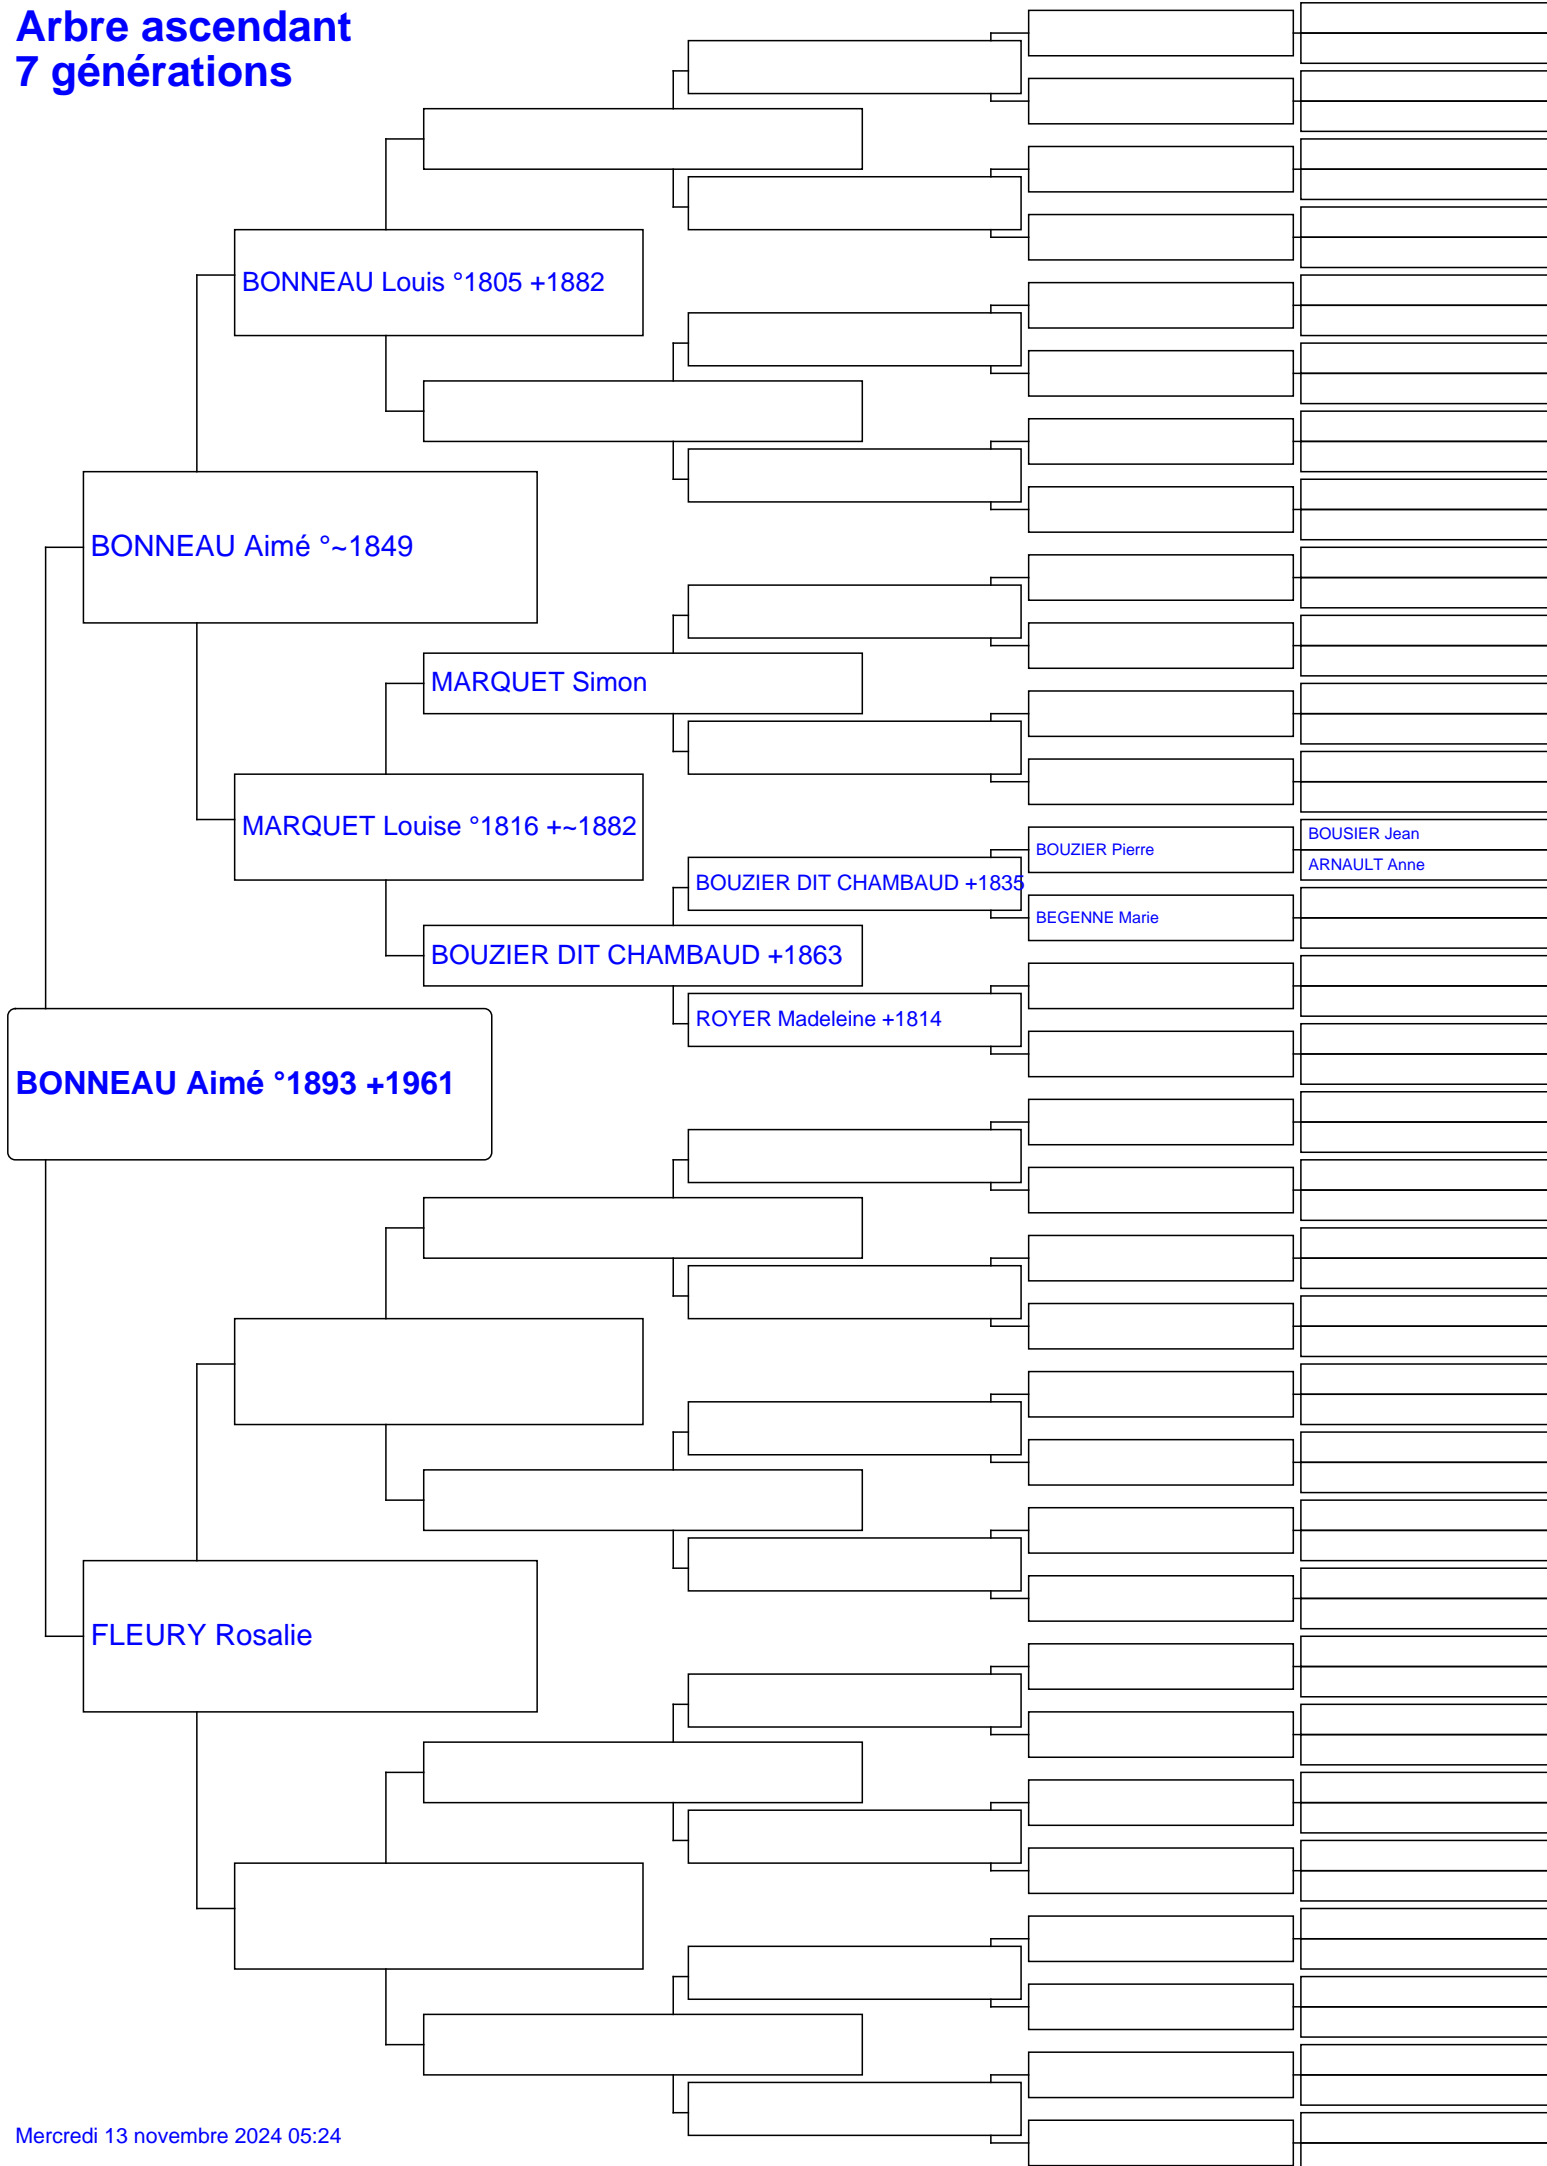 Arbre ascendant
7 générations
BONNEAU Louis °1805 +1882
BONNEAU Aimé °~1849
MARQUET Simon
MARQUET Louise °1816 +~1882
BOUZIER Pierre
BOUSIER Jean
ARNAULT Anne
BOUZIER DIT CHAMBAUD +1835
BEGENNE Marie
BOUZIER DIT CHAMBAUD +1863
ROYER Madeleine +1814
BONNEAU Aimé °1893 +1961
FLEURY Rosalie
Mercredi 13 novembre 2024 05:24